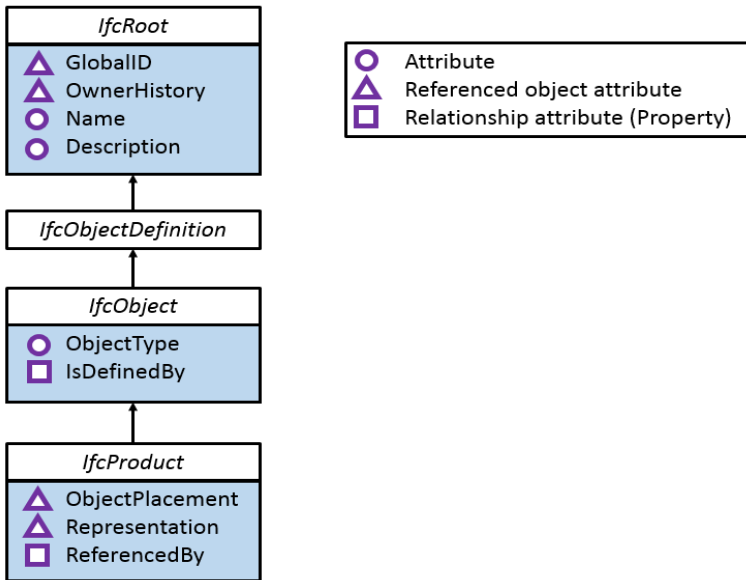 IfcRoot
GlobalID
OwnerHistory
Name
Description
Attribute
Referenced object attribute
Relationship attribute (Property)
IfcObjectDefinition
IfcObject
ObjectType
IsDefinedBy
IfcProduct
ObjectPlacement
Representation
ReferencedBy